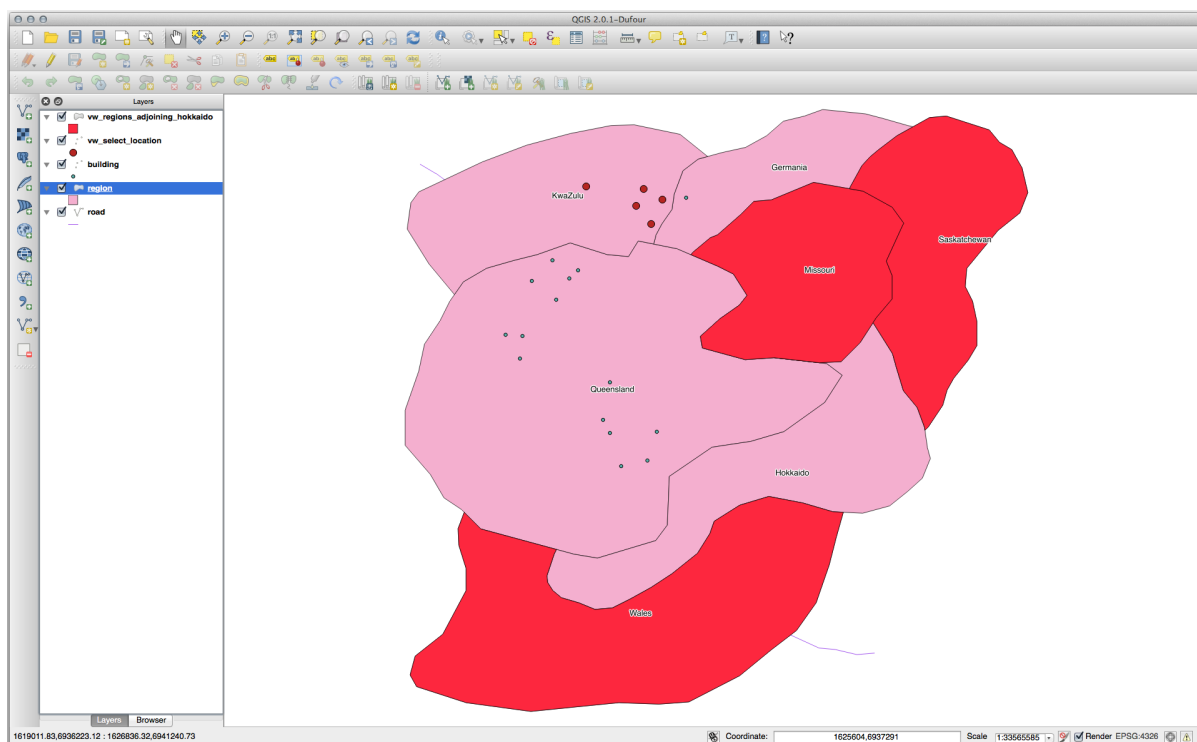 QGIS 2.0.1-Dufour
Layers
vw_regions_adjoining_hokkaido
vw_select_location
building
region
road
Germania
KwaZulu
Saskatchewan
Missouri
Queensland
Hokkaido
Wales
Layers Browser
1619011.83,6936223.12 : 1626836.32,6941240.73 Coordinate: 1625604,6937291 Scale 1:33565585 Render EPSG:4326